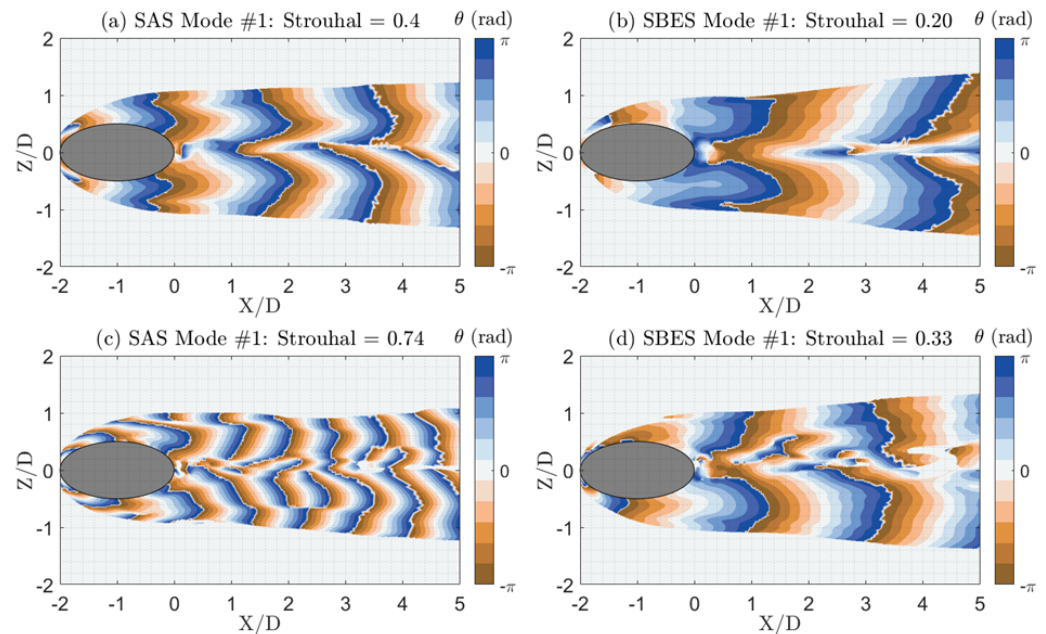 (a) SAS Mode #1: Strouhal = 0.4 θ (rad)
2
1
0
-1
-2
Z/D
-2 -1 0 1 2 3 4 5
X/D
π
0
-π
(b) SBES Mode #1: Strouhal = 0.20 θ (rad)
2
1
0
-1
-2
Z/D
-2 -1 0 1 2 3 4 5
X/D
π
0
-π
(c) SAS Mode #1: Strouhal = 0.74 θ (rad)
2
1
0
-1
-2
Z/D
-2 -1 0 1 2 3 4 5
X/D
π
0
-π
(d) SBES Mode #1: Strouhal = 0.33 θ (rad)
2
1
0
-1
-2
Z/D
-2 -1 0 1 2 3 4 5
X/D
π
0
-π